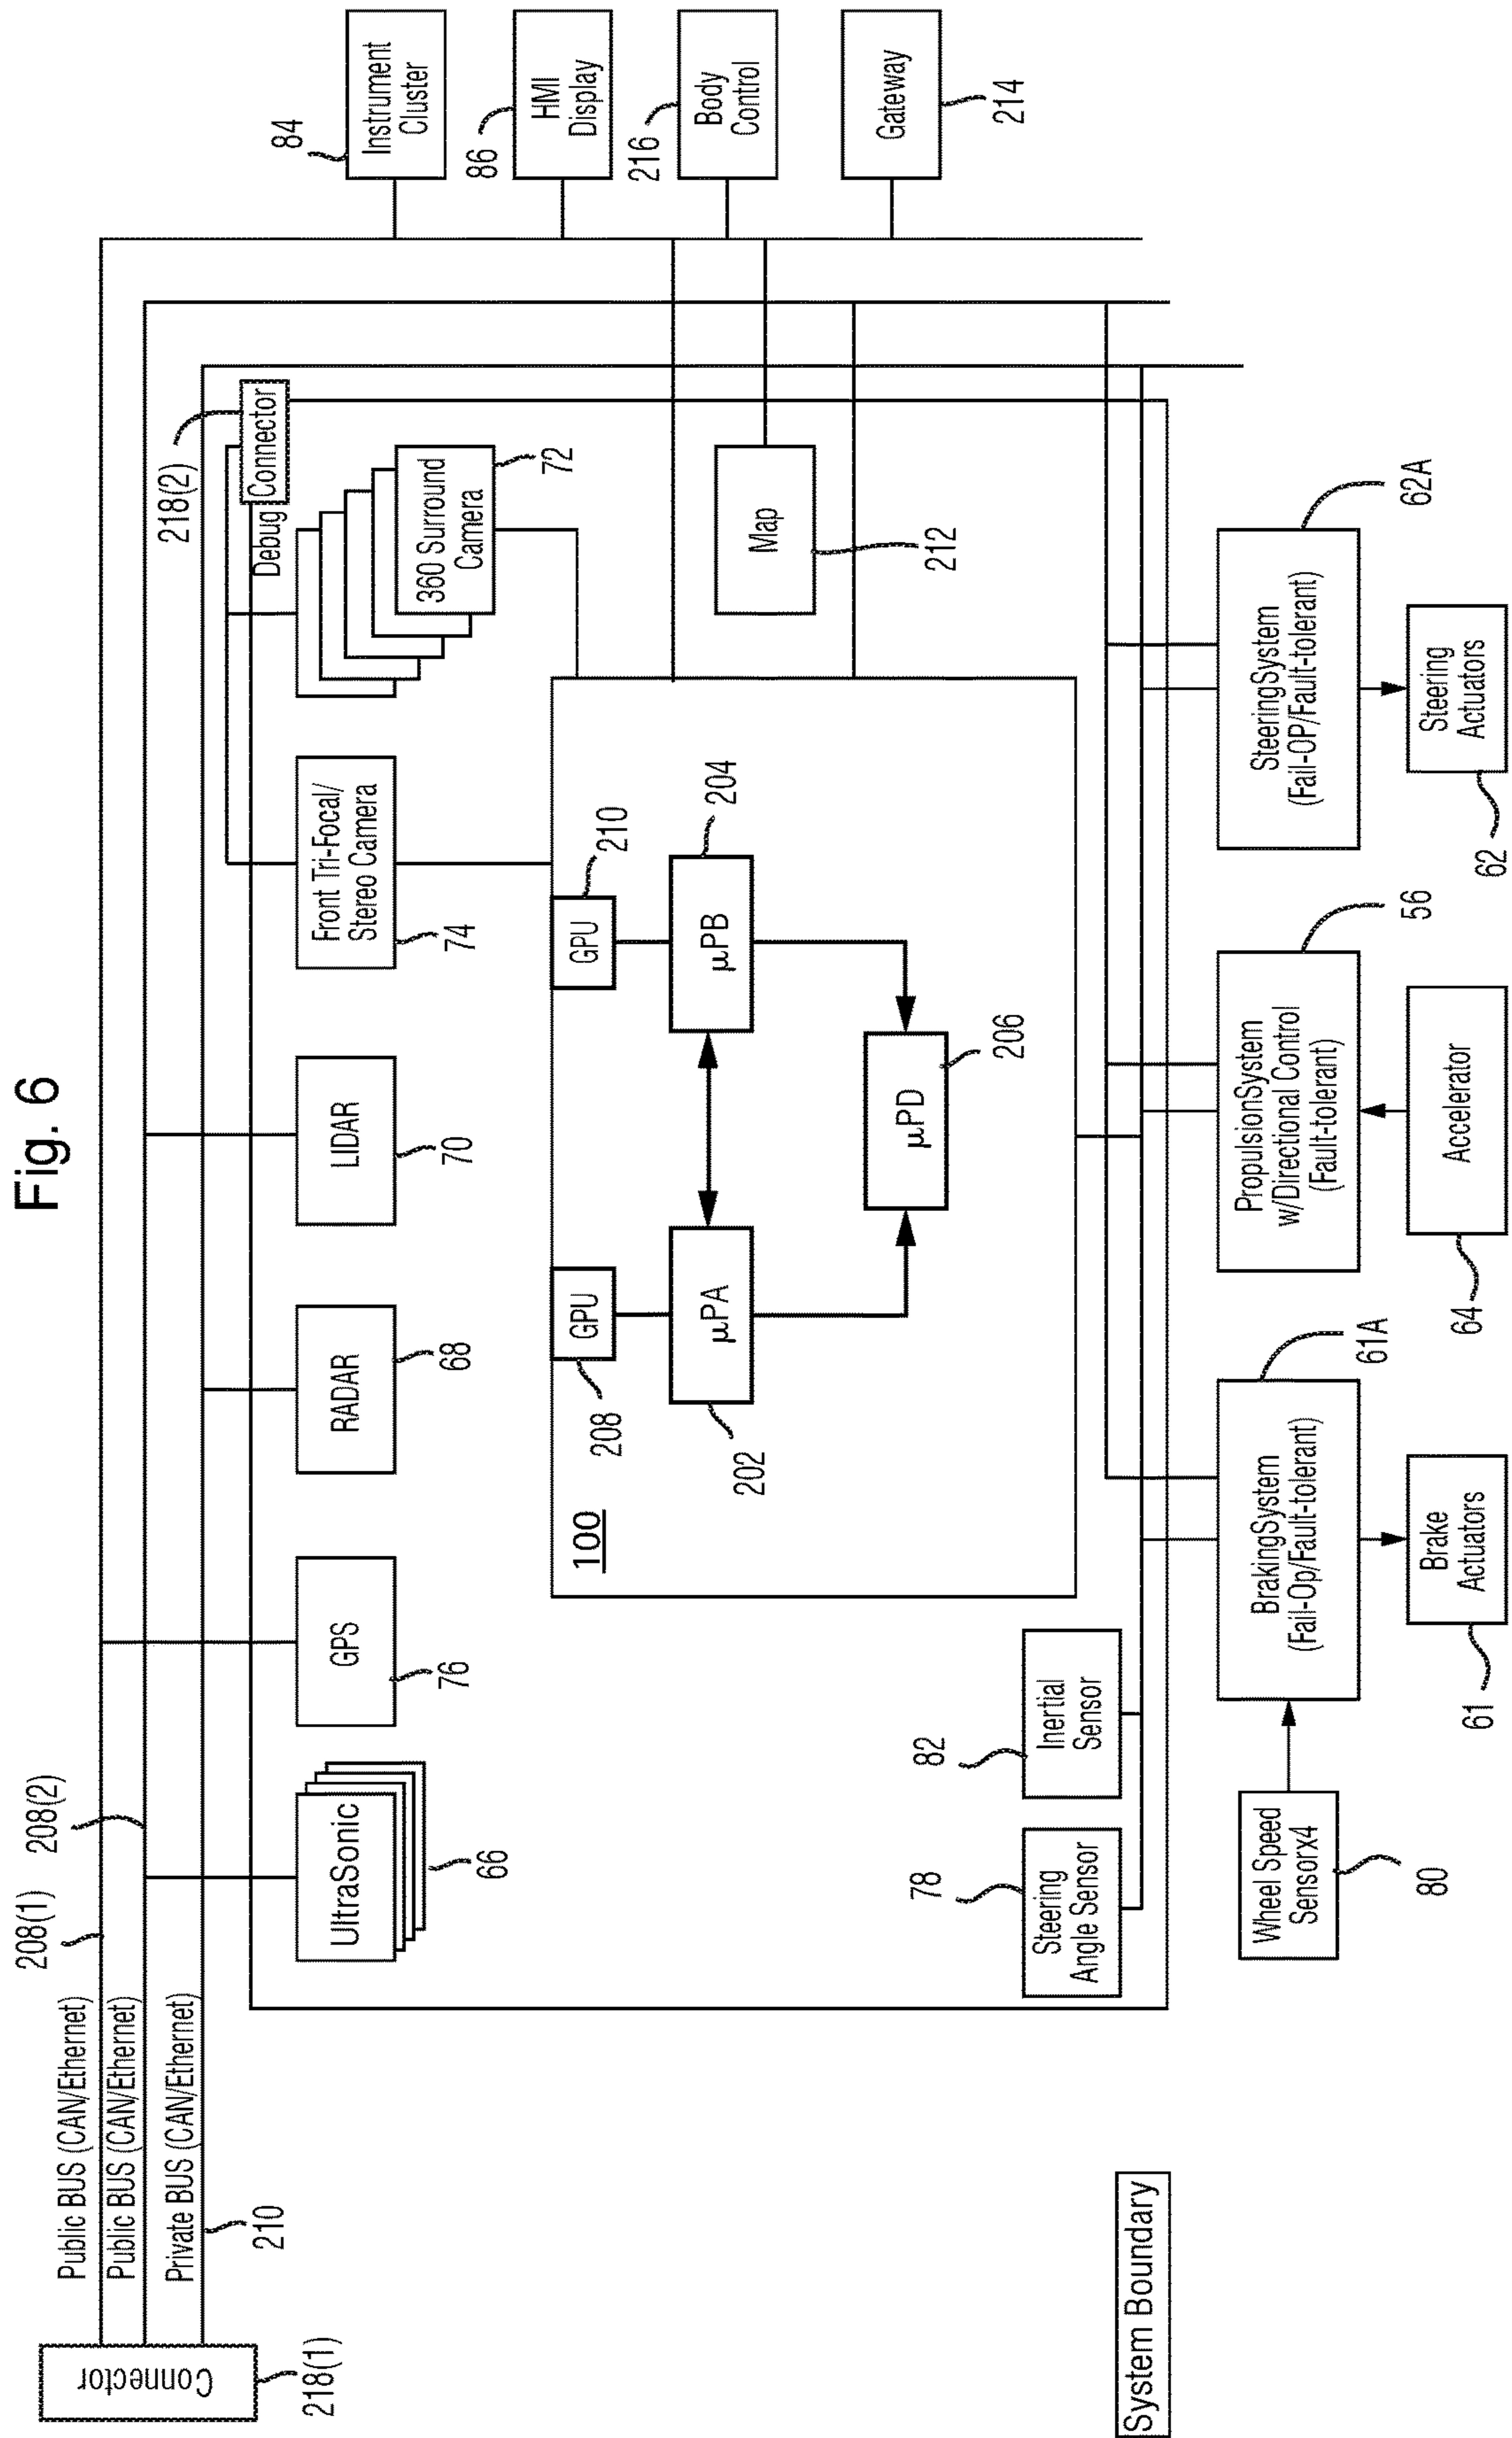 Fig. 6
Connector
218(1)
Public BUS (CAN/Ethernet)
Public BUS (CAN/Ethernet)
Private BUS (CAN/Ethernet)
208(1)
208(2)
210
218(2)
Debug
Connector
UltraSonic
66
GPS
76
RADAR
68
LIDAR
70
Front Tri-Focal/
Stereo Camera
74
360 Surround
Camera
72
84
Instrument
Cluster
86
HMI
Display
216
Body
Control
Gateway
214
100
GPU
208
GPU
210
µPA
202
µPB
204
µPD
206
Map
212
78
Steering
Angle Sensor
82
Inertial
Sensor
Wheel Speed
Sensorx4
80
BrakingSystem
(Fail-Op/Fault-tolerant)
61A
Brake
Actuators
61
PropulsionSystem
w/Directional Control
(Fault-tolerant)
56
Accelerator
64
SteeringSystem
(Fail-OP/Fault-tolerant)
62A
Steering
Actuators
62
System Boundary